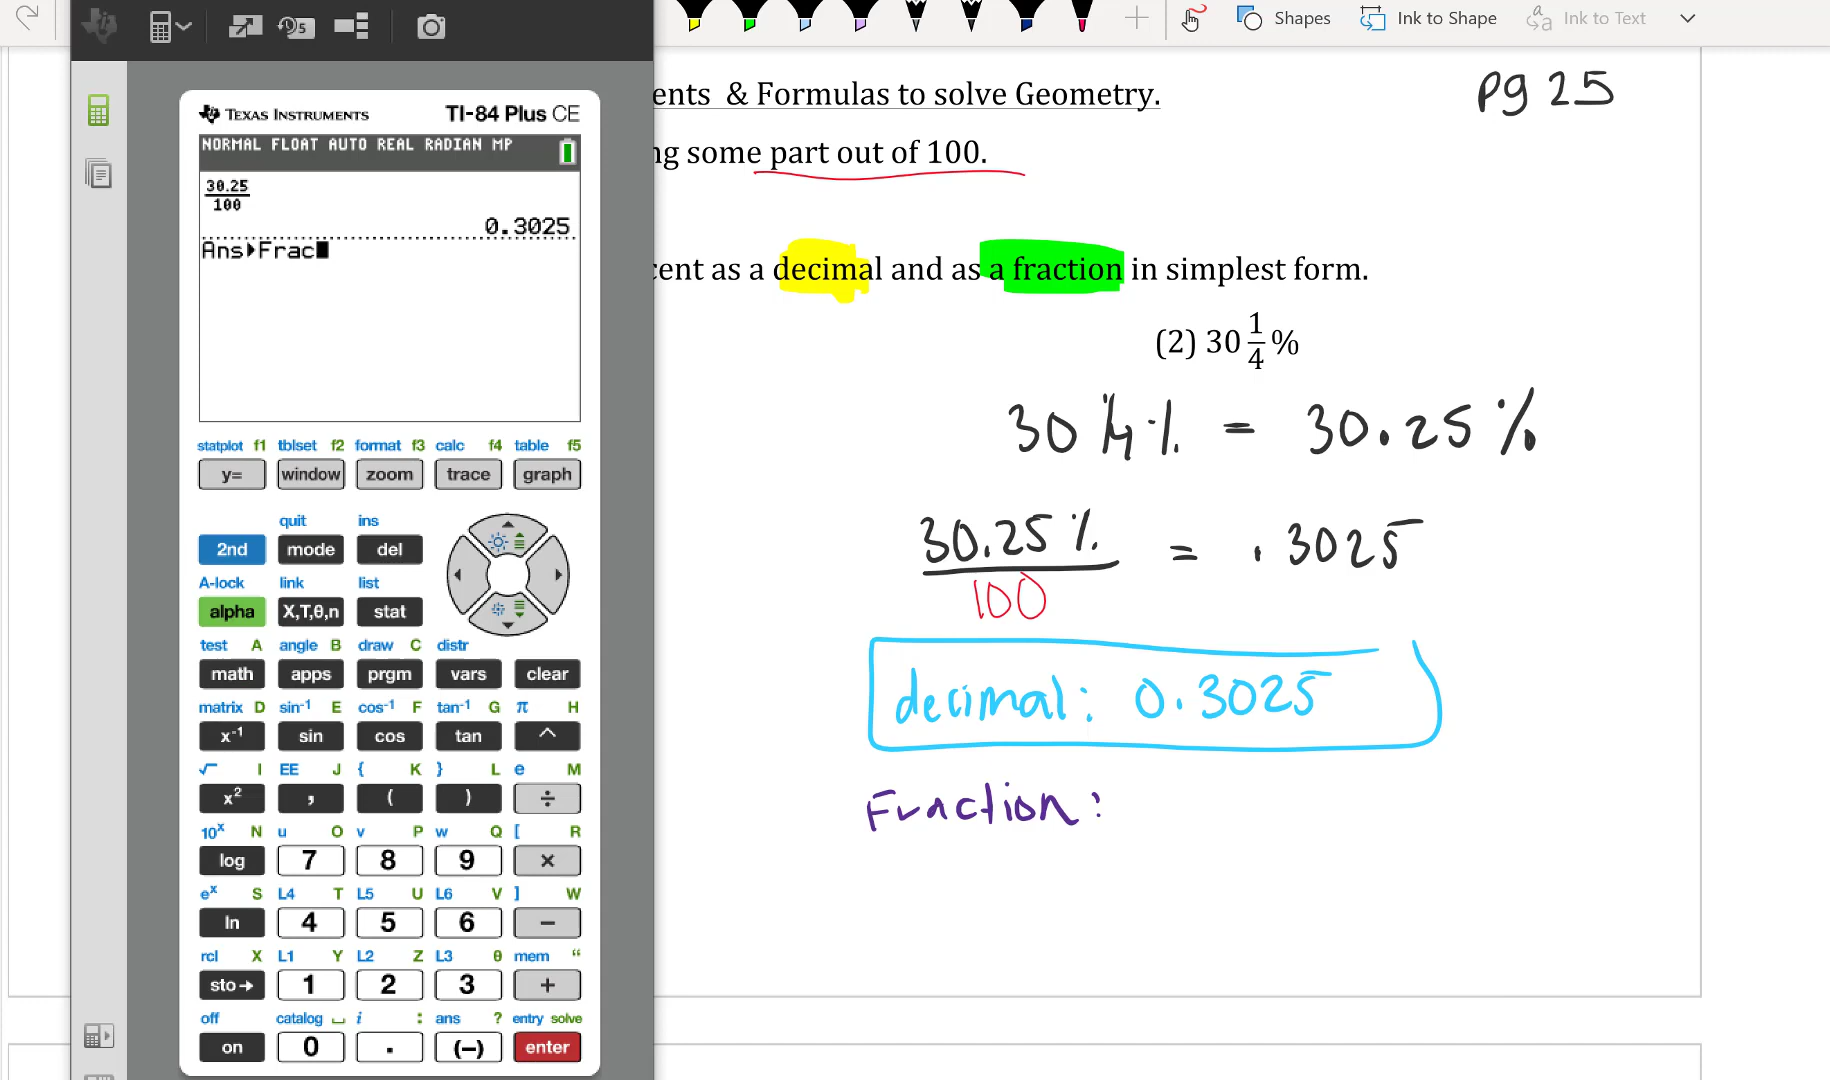 Shapes
Ink to Shape
Ink to Text
TEXAS INSTRUMENTS
TI-84 Plus CE
NORMAL FLOAT AUTO REAL RADIAN MP
30.25
100
0.3025
Ans▶Frac
statplot f1 tblset f2 format f3 calc f4 table f5
y= window zoom trace graph
quit ins
2nd mode del
A-lock link list
alpha X,T,θ,n stat
test A angle B draw C distr
math apps prgm vars clear
matrix D sin⁻¹ E cos⁻¹ F tan⁻¹ G π H
x⁻¹ sin cos tan ^
√ I EE J { K } L e M
x² , ( ) ÷
10ˣ N u O v P w Q [ R
log 7 8 9 ×
eˣ S L4 T L5 U L6 V ] W
ln 4 5 6 −
rcl X L1 Y L2 Z L3 θ mem “
sto→ 1 2 3 +
off catalog ⎵ i : ans ? entry solve
on 0 . (−) enter
ents & Formulas to solve Geometry.
pg 25
ng some part out of 100.
cent as a decimal and as a fraction in simplest form.
(2) 30 1/4 %
30 1/4 % = 30.25 %
30.25 % = .3025
100
decimal: 0.3025
Fraction: